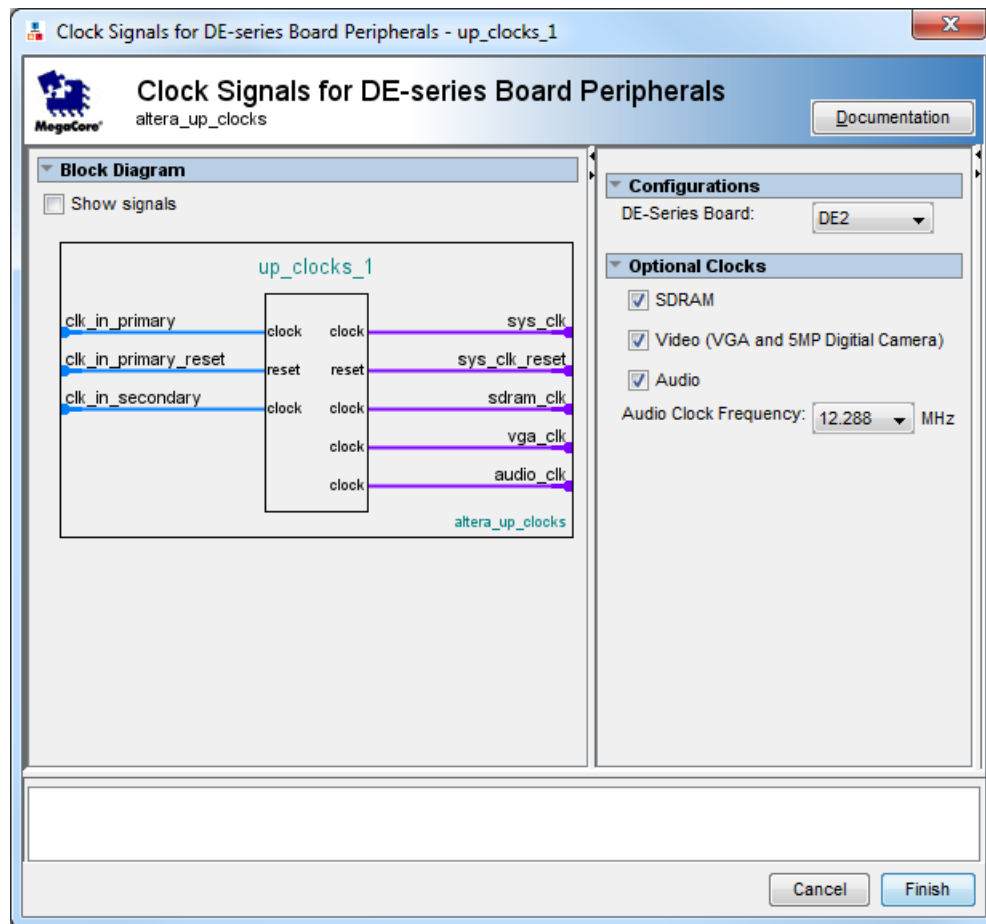 Clock Signals for DE-series Board Peripherals - up_clocks_1
Clock Signals for DE-series Board Peripherals
altera_up_clocks
MegaCore®
Documentation
Block Diagram
Show signals
up_clocks_1
clk_in_primary
clock
clock
sys_clk
clk_in_primary_reset
reset
reset
sys_clk_reset
clk_in_secondary
clock
clock
sdram_clk
clock
vga_clk
clock
audio_clk
altera_up_clocks
Configurations
DE-Series Board: DE2
Optional Clocks
SDRAM
Video (VGA and 5MP Digitial Camera)
Audio
Audio Clock Frequency: 12.288 MHz
Cancel
Finish